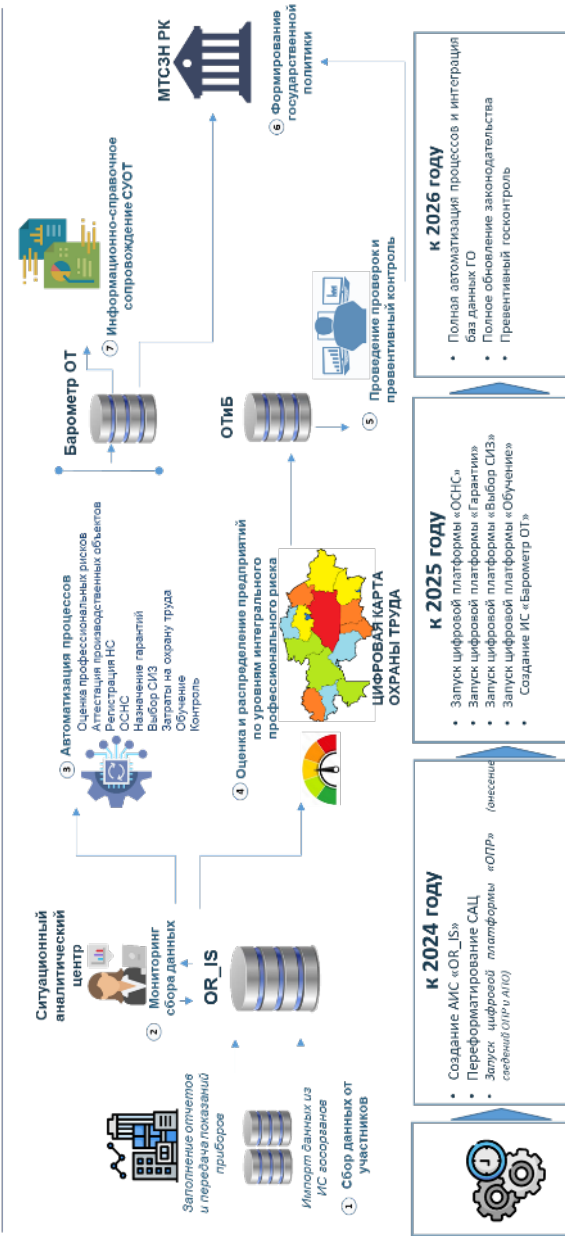 Заполнение отчетов
и передача показаний
приборов
Импорт данных из
ИС госорганов
1 Сбор данных от
участников
Ситуационный
аналитический
центр
2 Мониторинг
сбора данных
OR_IS
3 Автоматизация процессов
Оценка профессиональных рисков
Аттестация производственных объектов
Регистрация НС
ОСНС
Назначение гарантий
Выбор СИЗ
Затраты на охрану труда
Обучение
Контроль
4 Оценка и распределение предприятий
по уровням интегрального
профессионального риска
ЦИФРОВАЯ КАРТА
ОХРАНЫ ТРУДА
Барометр ОТ
7 Информационно-справочное
сопровождение СУОТ
ОТиБ
5 Проведение проверок и
превентивный контроль
МТСЗН РК
6 Формирование
государственной
политики
к 2024 году
• Создание АИС «OR_IS»
• Переформатирование САЦ
• Запуск цифровой платформы «ОПР» (внесение
сведений ОПР и АПО)
к 2025 году
• Запуск цифровой платформы «ОСНС»
• Запуск цифровой платформы «Гарантии»
• Запуск цифровой платформы «Выбор СИЗ»
• Запуск цифровой платформы «Обучение»
• Создание ИС «Барометр ОТ»
к 2026 году
• Полная автоматизация процессов и интеграция
баз данных ГО
• Полное обновление законодательства
• Превентивный госконтроль